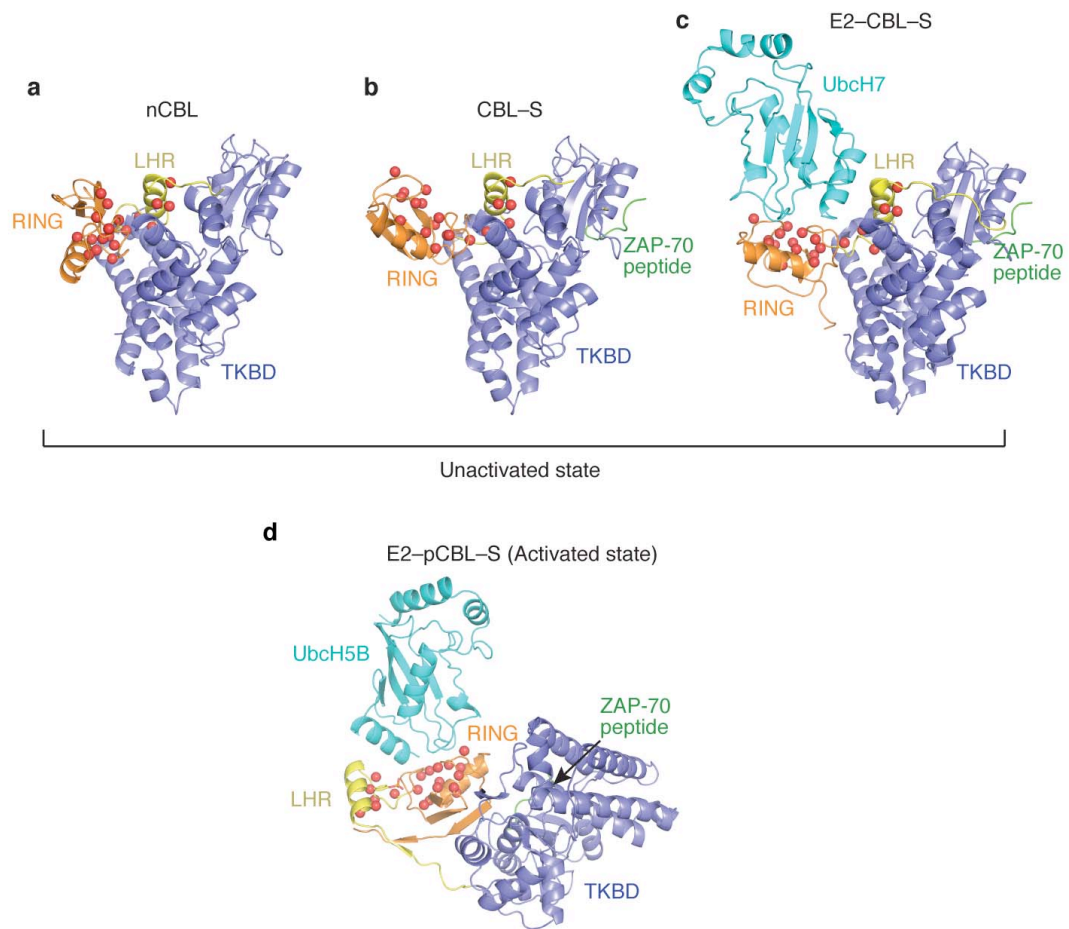 a
nCBL
LHR
RING
TKBD
b
CBL–S
LHR
RING
ZAP-70
peptide
TKBD
c
E2–CBL–S
UbcH7
LHR
ZAP-70
peptide
RING
TKBD
Unactivated state
d
E2–pCBL–S (Activated state)
UbcH5B
ZAP-70
peptide
RING
LHR
TKBD